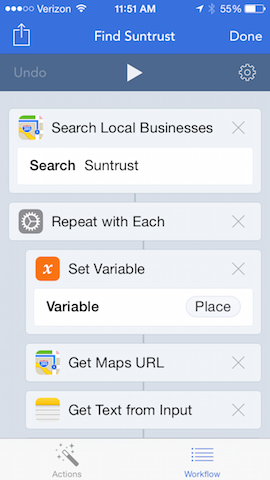 Verizon 11:51 AM 55%
Find Suntrust Done
Undo
Search Local Businesses
Search Suntrust
Repeat with Each
x Set Variable
Variable Place
Get Maps URL
Get Text from Input
Actions Workflow